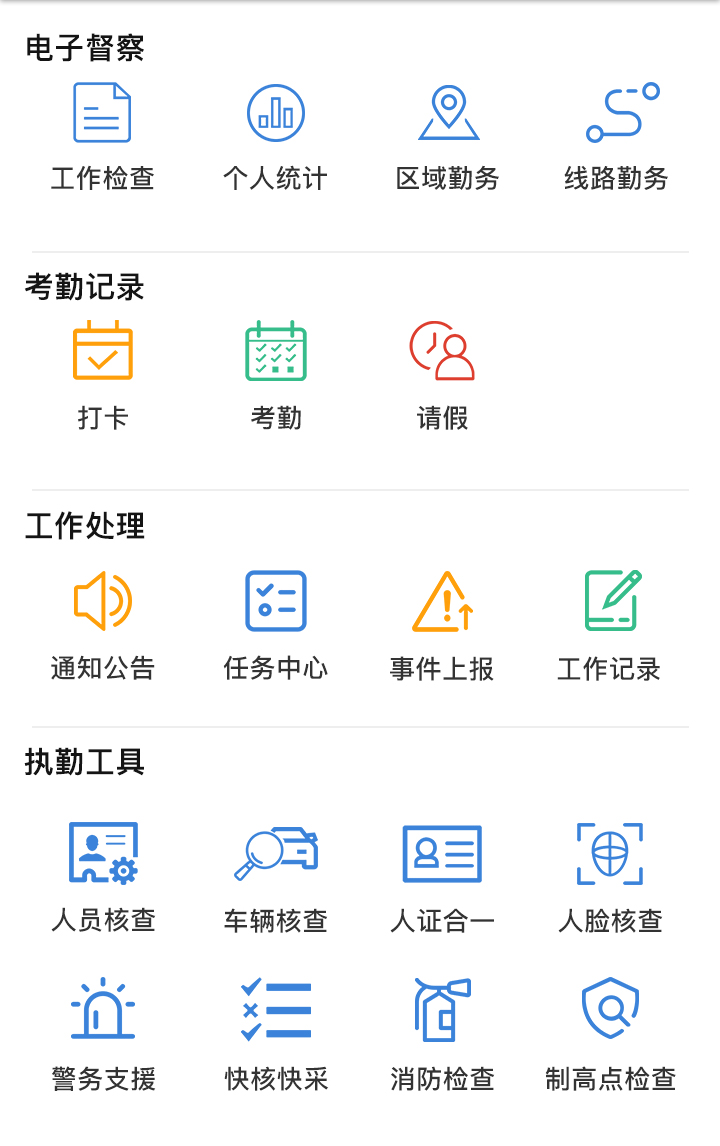 电子督察
工作检查 个人统计 区域勤务 线路勤务
考勤记录
打卡 考勤 请假
工作处理
通知公告 任务中心 事件上报 工作记录
执勤工具
人员核查 车辆核查 人证合一 人脸核查
警务支援 快核快采 消防检查 制高点检查